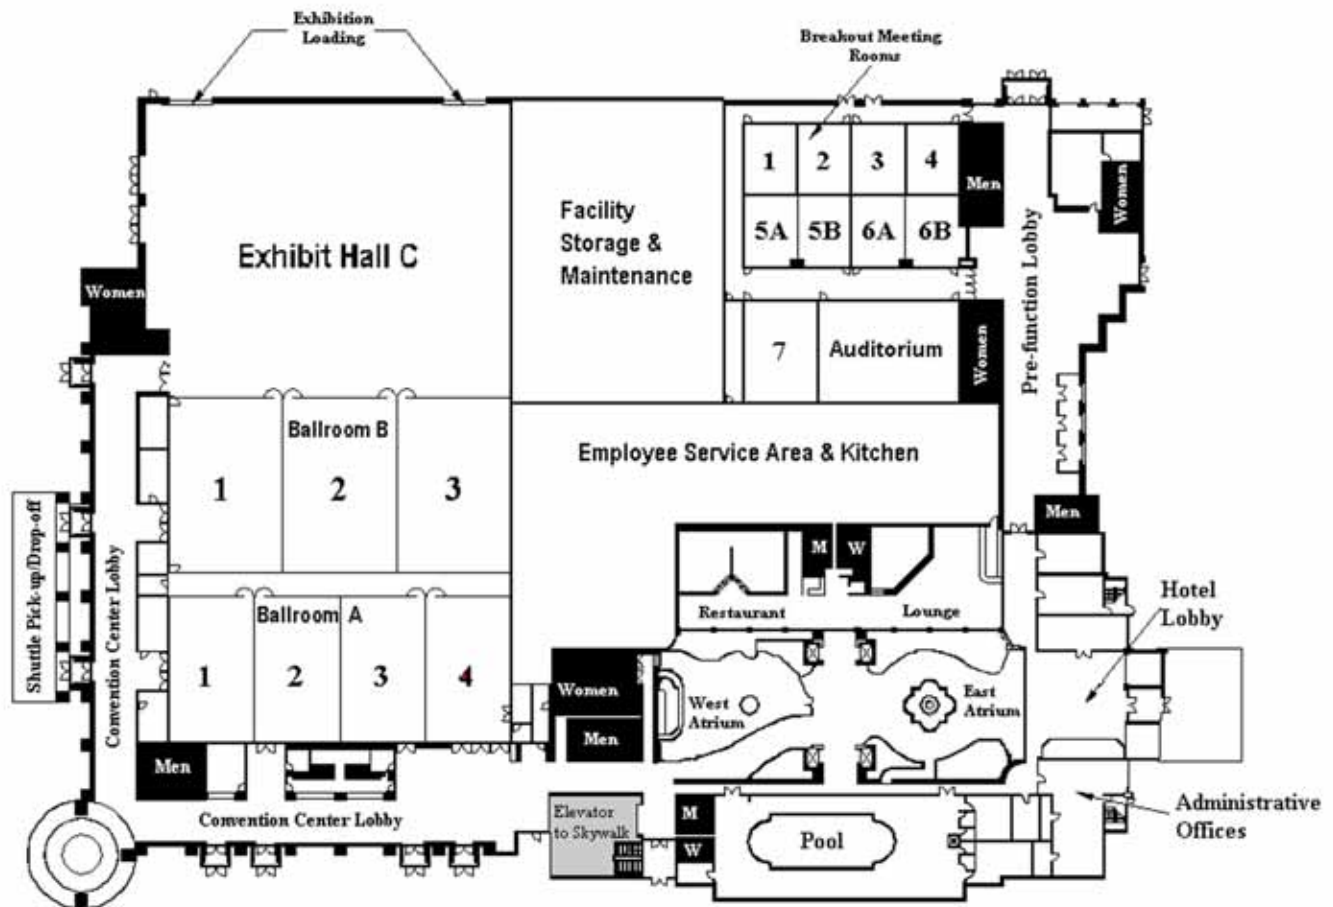 Exhibition
Loading
Breakout Meeting
Rooms
1
2
3
4
Men
Women
5A
5B
6A
6B
Facility
Storage &
Maintenance
Exhibit Hall C
Women
Pre-function Lobby
7
Auditorium
Women
Ballroom B
1
2
3
Employee Service Area & Kitchen
Men
Shuttle Pick-up/Drop-off
Convention Center Lobby
M
W
Restaurant
Lounge
Hotel
Lobby
Ballroom A
1
2
3
4
Women
Men
West
Atrium
East
Atrium
Men
Convention Center Lobby
Elevator
to Skywalk
M
W
Pool
Administrative
Offices